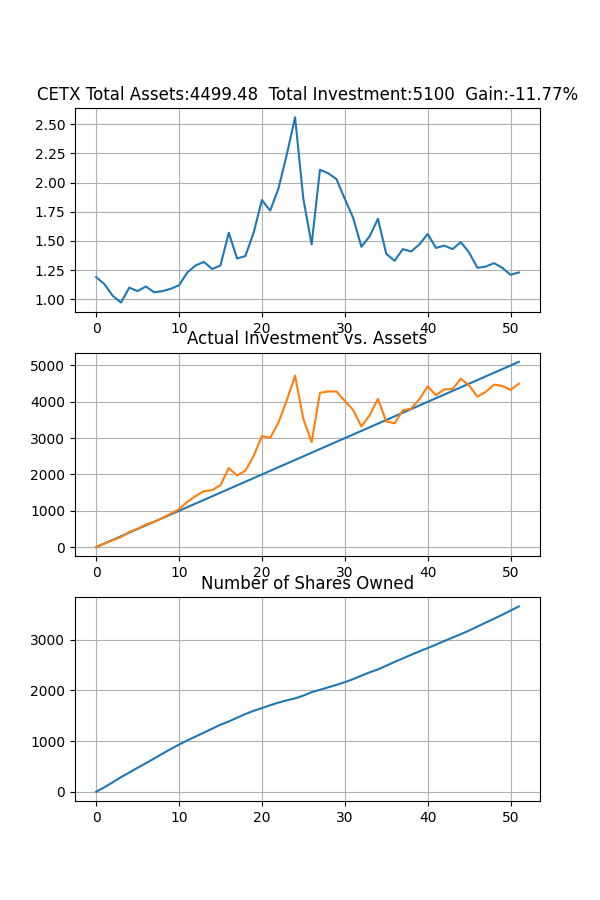 CETX Total Assets:4499.48  Total Investment:5100  Gain:-11.77%
2.50
2.25
2.00
1.75
1.50
1.25
1.00
0 10 20 30 40 50
Actual Investment vs. Assets
5000
4000
3000
2000
1000
0
0 10 20 30 40 50
Number of Shares Owned
3000
2000
1000
0
0 10 20 30 40 50